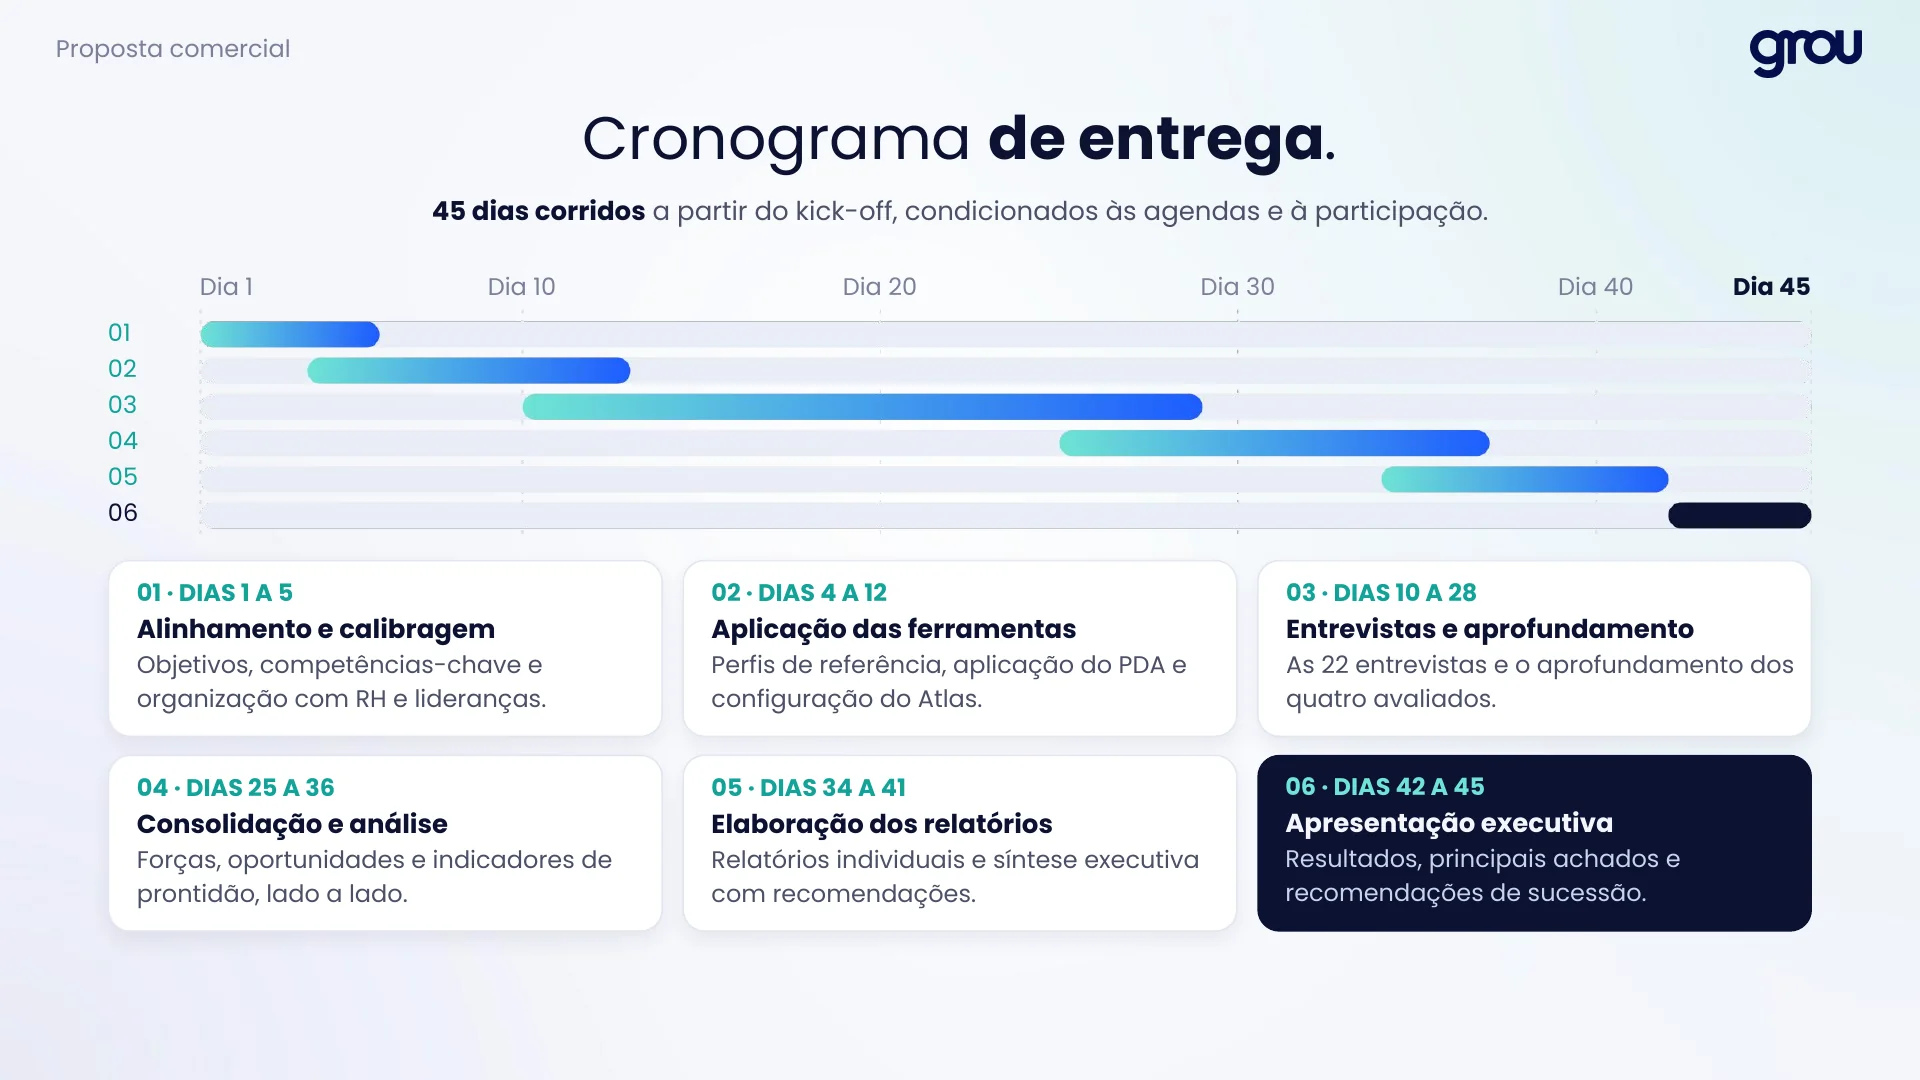 Proposta comercial
grou
Cronograma de entrega.
45 dias corridos a partir do kick-off, condicionados às agendas e à participação.
Dia 1
Dia 10
Dia 20
Dia 30
Dia 40
Dia 45
01
02
03
04
05
06
01 · DIAS 1 A 5
Alinhamento e calibragem
Objetivos, competências-chave e
organização com RH e lideranças.
02 · DIAS 4 A 12
Aplicação das ferramentas
Perfis de referência, aplicação do PDA e
configuração do Atlas.
03 · DIAS 10 A 28
Entrevistas e aprofundamento
As 22 entrevistas e o aprofundamento dos
quatro avaliados.
04 · DIAS 25 A 36
Consolidação e análise
Forças, oportunidades e indicadores de
prontidão, lado a lado.
05 · DIAS 34 A 41
Elaboração dos relatórios
Relatórios individuais e síntese executiva
com recomendações.
06 · DIAS 42 A 45
Apresentação executiva
Resultados, principais achados e
recomendações de sucessão.